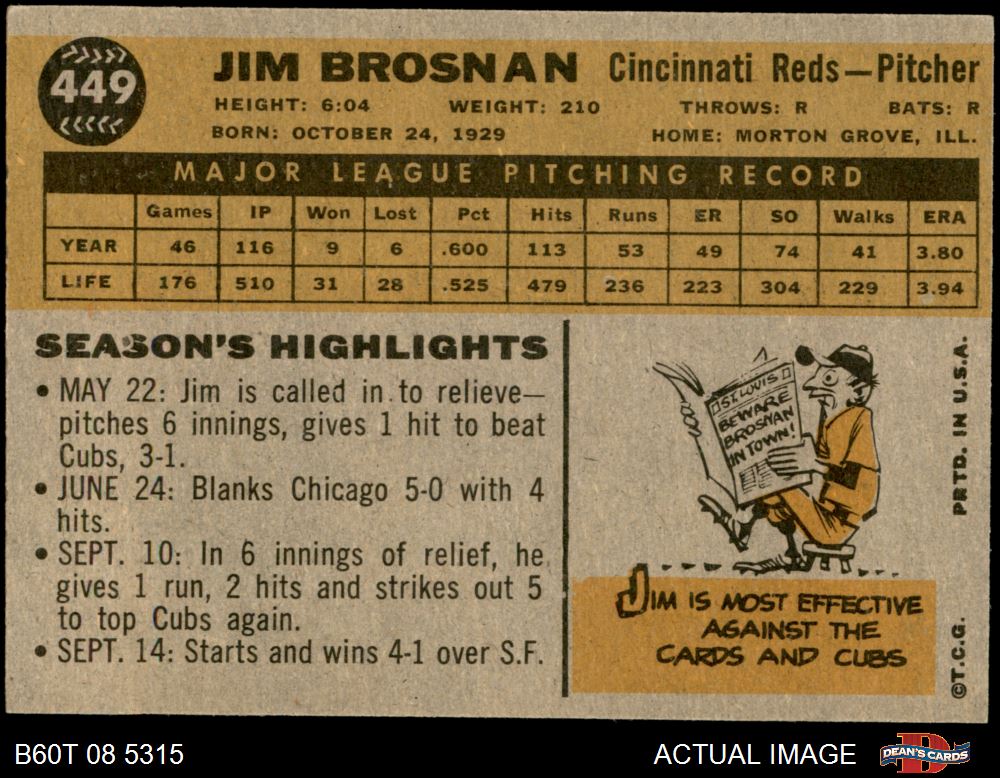 449
JIM BROSNAN Cincinnati Reds—Pitcher
HEIGHT: 6:04 WEIGHT: 210 THROWS: R BATS: R
BORN: OCTOBER 24, 1929 HOME: MORTON GROVE, ILL.
MAJOR LEAGUE PITCHING RECORD
Games IP Won Lost Pct Hits Runs ER SO Walks ERA
YEAR 46 116 9 6 .600 113 53 49 74 41 3.80
LIFE 176 510 31 28 .525 479 236 223 304 229 3.94
SEASON'S HIGHLIGHTS
• MAY 22: Jim is called in to relieve—
pitches 6 innings, gives 1 hit to beat
Cubs, 3-1.
• JUNE 24: Blanks Chicago 5-0 with 4
hits.
• SEPT. 10: In 6 innings of relief, he
gives 1 run, 2 hits and strikes out 5
to top Cubs again.
• SEPT. 14: Starts and wins 4-1 over S.F.
ST. LOUIS
BEWARE
BROSNAN
IN TOWN!
JIM IS MOST EFFECTIVE
AGAINST THE
CARDS AND CUBS
©T.C.G. PRTD. IN U.S.A.
B60T 08 5315 ACTUAL IMAGE
D
DEAN'S CARDS